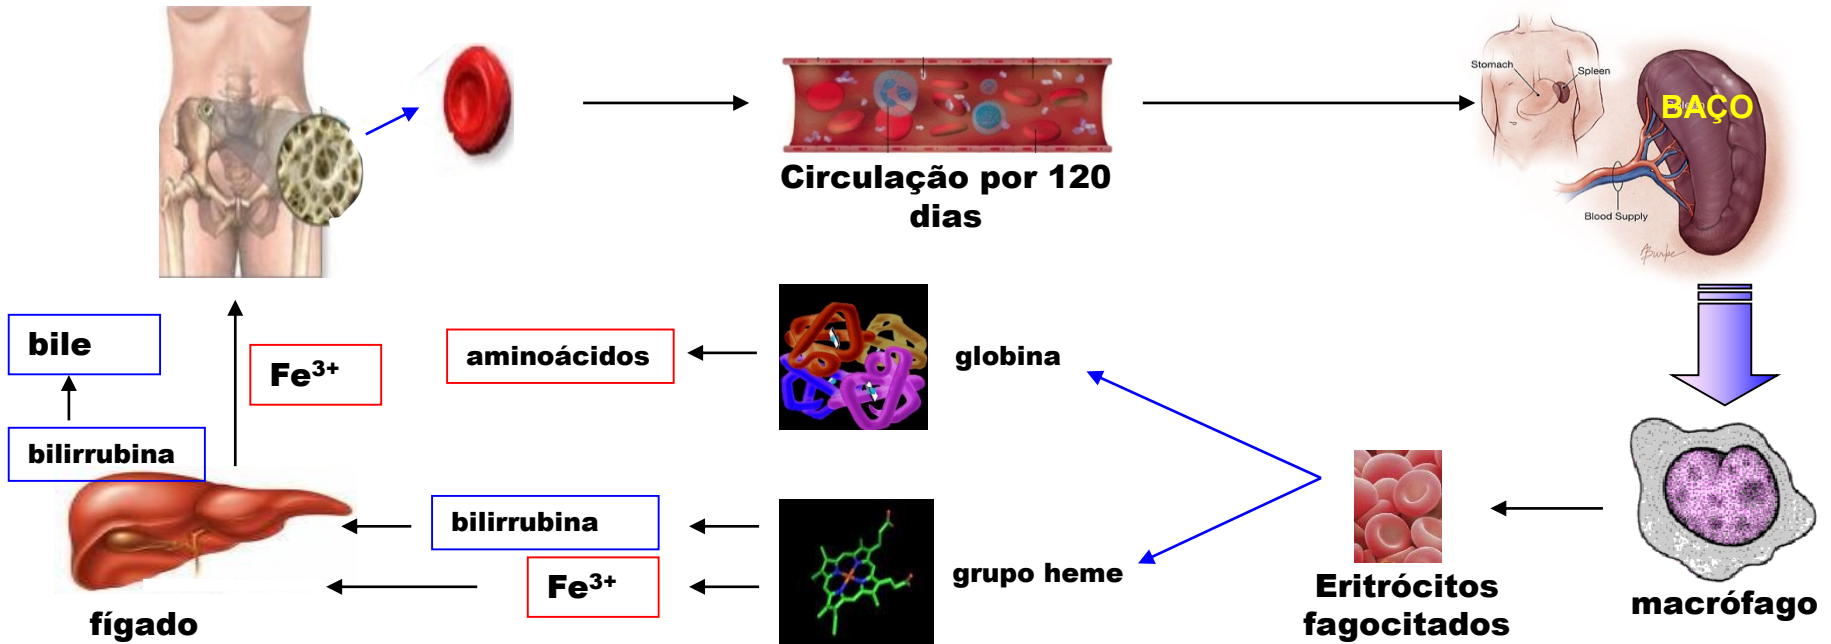 Stomach
Spleen
BAÇO
Circulação por 120
dias
Blood Supply
bile
Fe³⁺
aminoácidos
globina
bilirrubina
bilirrubina
Fe³⁺
grupo heme
fígado
Eritrócitos
fagocitados
macrófago